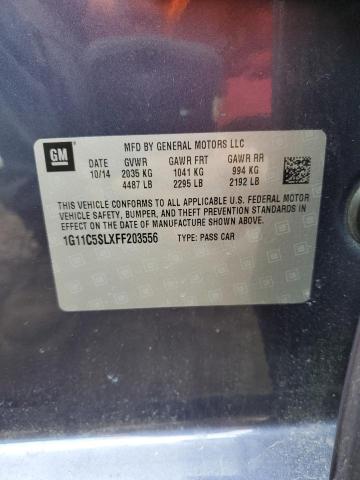 GM
MFD BY GENERAL MOTORS LLC
DATE GVWR GAWR FRT GAWR RR
10/14 2035 KG 1041 KG 994 KG
4487 LB 2295 LB 2192 LB
THIS VEHICLE CONFORMS TO ALL APPLICABLE U.S. FEDERAL MOTOR
VEHICLE SAFETY, BUMPER, AND THEFT PREVENTION STANDARDS IN
EFFECT ON THE DATE OF MANUFACTURE SHOWN ABOVE.
1G11C5SLXFF203556 TYPE: PASS CAR